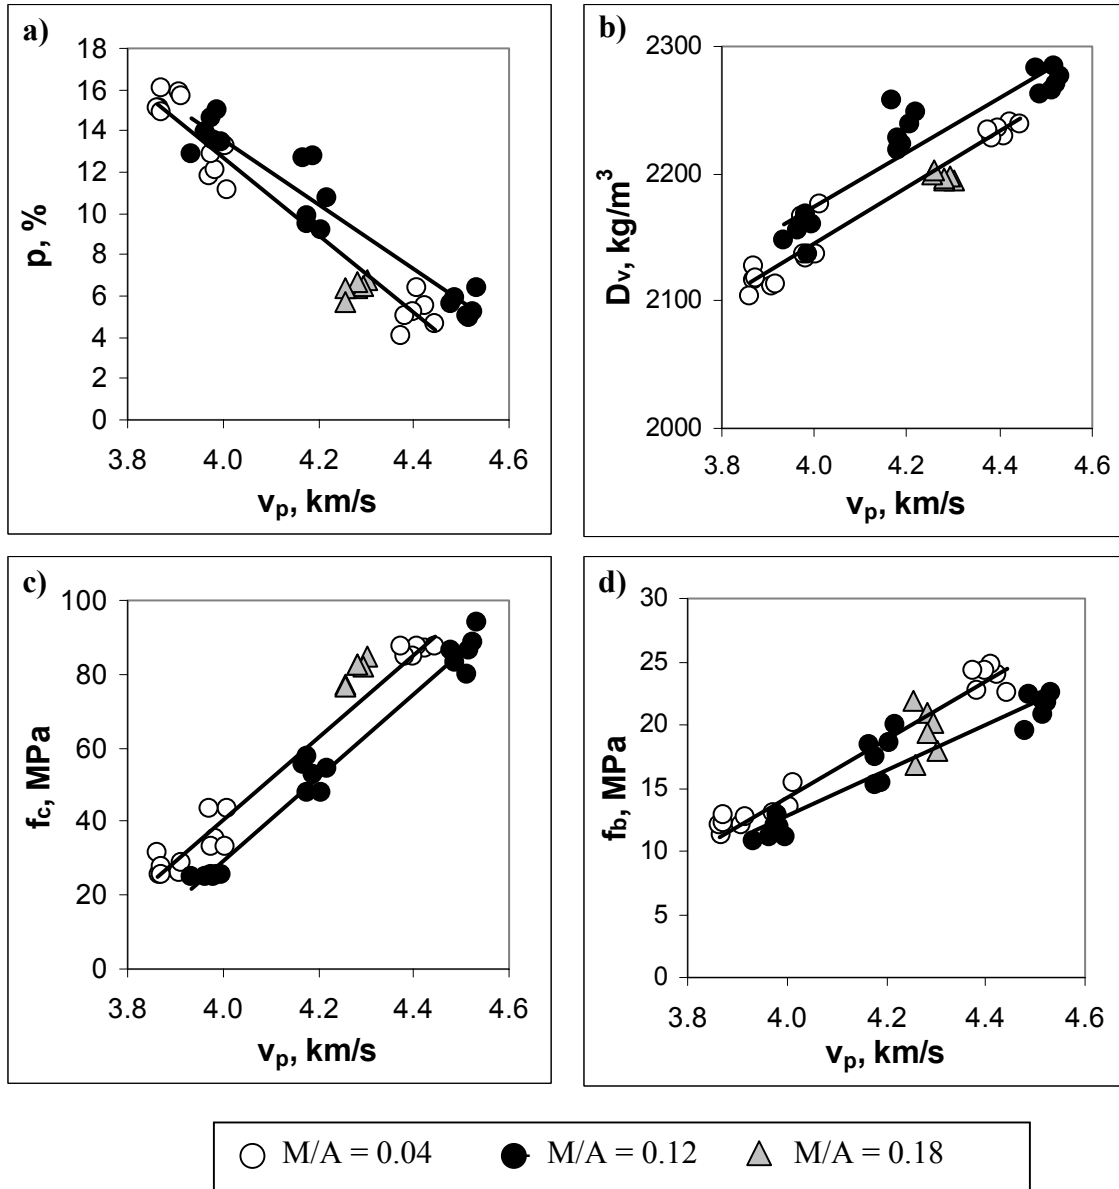 a)
18
16
14
12
10
8
6
4
2
0
p, %
3.8 4.0 4.2 4.4 4.6
vp, km/s
b)
2300
2200
2100
2000
Dv, kg/m³
3.8 4.0 4.2 4.4 4.6
vp, km/s
c)
100
80
60
40
20
0
fc, MPa
3.8 4.0 4.2 4.4 4.6
vp, km/s
d)
30
25
20
15
10
5
0
fb, MPa
3.8 4.0 4.2 4.4 4.6
vp, km/s
M/A = 0.04 M/A = 0.12 M/A = 0.18